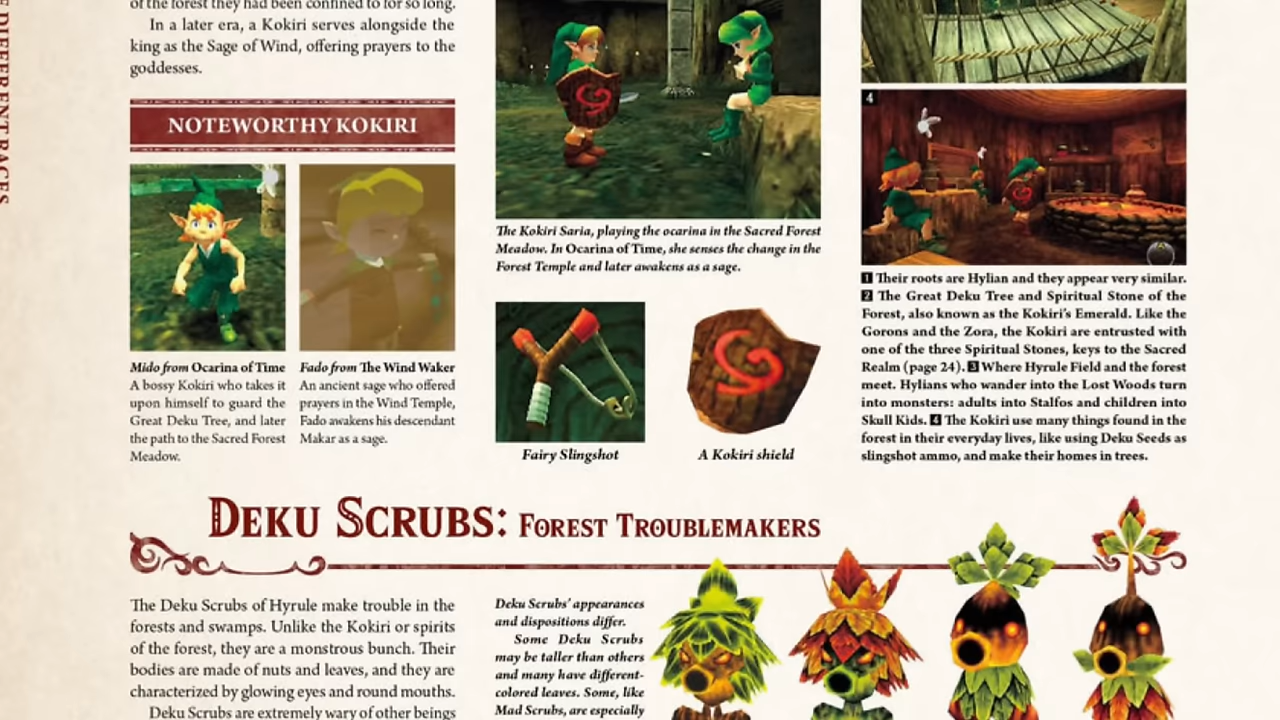 of the forest they had been confined to for so long.
In a later era, a Kokiri serves alongside the
king as the Sage of Wind, offering prayers to the
goddesses.
NOTEWORTHY KOKIRI
Mido from Ocarina of Time
A bossy Kokiri who takes it
upon himself to guard the
Great Deku Tree, and later
the path to the Sacred Forest
Meadow.
Fado from The Wind Waker
An ancient sage who offered
prayers in the Wind Temple,
Fado awakens his descendant
Makar as a sage.
The Kokiri Saria, playing the ocarina in the Sacred Forest
Meadow. In Ocarina of Time, she senses the change in the
Forest Temple and later awakens as a sage.
Fairy Slingshot
A Kokiri shield
4
1 Their roots are Hylian and they appear very similar.
2 The Great Deku Tree and Spiritual Stone of the
Forest, also known as the Kokiri's Emerald. Like the
Gorons and the Zora, the Kokiri are entrusted with
one of the three Spiritual Stones, keys to the Sacred
Realm (page 24). 3 Where Hyrule Field and the forest
meet. Hylians who wander into the Lost Woods turn
into monsters: adults into Stalfos and children into
Skull Kids. 4 The Kokiri use many things found in the
forest in their everyday lives, like using Deku Seeds as
slingshot ammo, and make their homes in trees.
DEKU SCRUBS: FOREST TROUBLEMAKERS
The Deku Scrubs of Hyrule make trouble in the
forests and swamps. Unlike the Kokiri or spirits
of the forest, they are a monstrous bunch. Their
bodies are made of nuts and leaves, and they are
characterized by glowing eyes and round mouths.
Deku Scrubs are extremely wary of other beings
Deku Scrubs' appearances
and dispositions differ.
Some Deku Scrubs
may be taller than others
and many have different-
colored leaves. Some, like
Mad Scrubs, are especially
DIFFERENT RACES